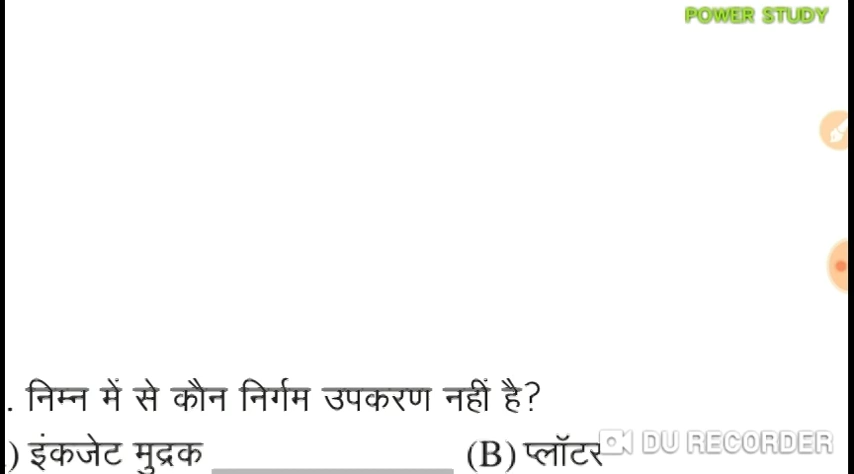 POWER STUDY
. निम्न में से कौन निर्गम उपकरण नहीं है?
) इंकजेट मुद्रक (B) प्लॉटर
DU RECORDER